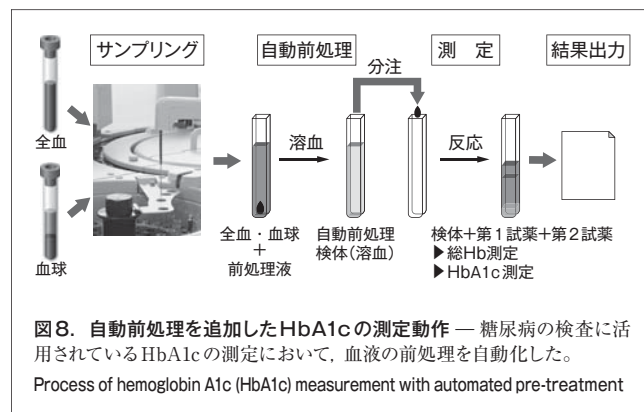 サンプリング
自動前処理
測 定
結果出力
分注
全血
溶血
反応
血球
全血・血球
+
前処理液
自動前処理
検体(溶血)
検体+第1試薬+第2試薬
▶総Hb測定
▶HbA1c測定
図8. 自動前処理を追加したHbA1cの測定動作 — 糖尿病の検査に活
用されているHbA1cの測定において，血液の前処理を自動化した。
Process of hemoglobin A1c (HbA1c) measurement with automated pre-treatment